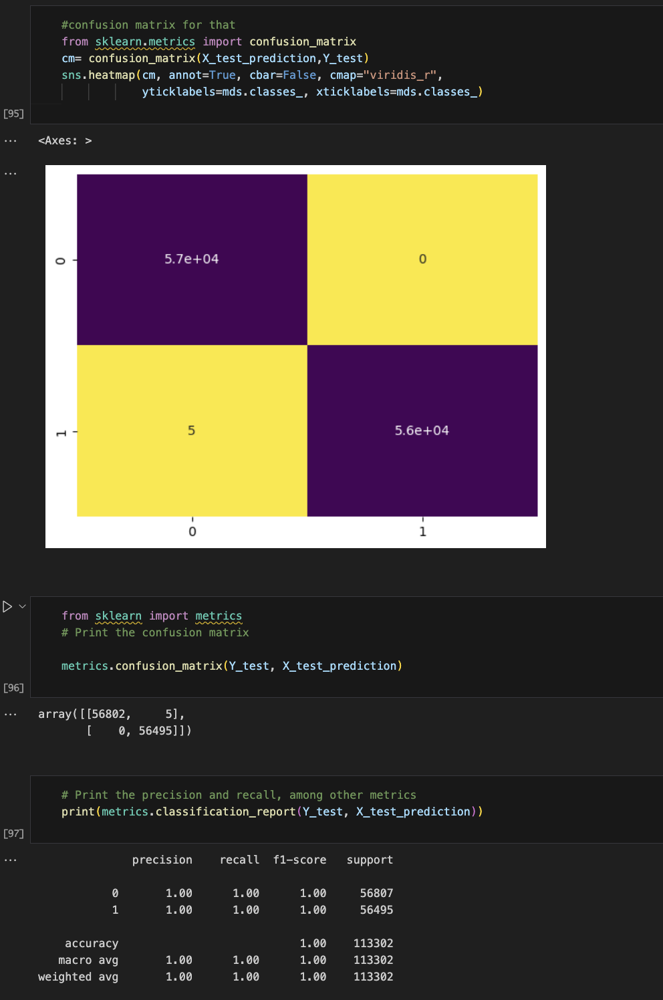 #confusion matrix for that
from sklearn.metrics import confusion_matrix
cm= confusion_matrix(X_test_prediction,Y_test)
sns.heatmap(cm, annot=True, cbar=False, cmap="viridis_r",
            yticklabels=mds.classes_, xticklabels=mds.classes_)
[95]
... <Axes: >
...
0 5.7e+04 0
1 5 5.6e+04
0 1
from sklearn import metrics
# Print the confusion matrix
metrics.confusion_matrix(Y_test, X_test_prediction)
[96]
... array([[56802,     5],
       [    0, 56495]])
# Print the precision and recall, among other metrics
print(metrics.classification_report(Y_test, X_test_prediction))
[97]
...               precision    recall  f1-score   support
           0       1.00      1.00      1.00     56807
           1       1.00      1.00      1.00     56495
    accuracy                           1.00    113302
   macro avg       1.00      1.00      1.00    113302
weighted avg       1.00      1.00      1.00    113302